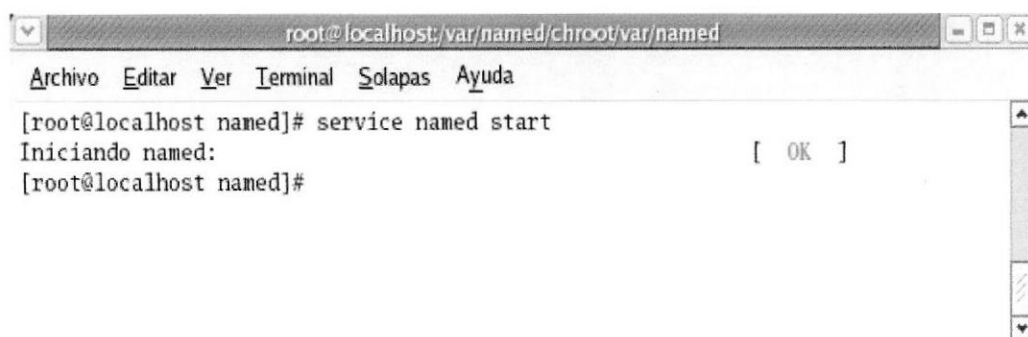 root@localhost:/var/named/chroot/var/named
Archivo Editar Ver Terminal Solapas Ayuda
[root@localhost named]# service named start
Iniciando named: [ OK ]
[root@localhost named]#